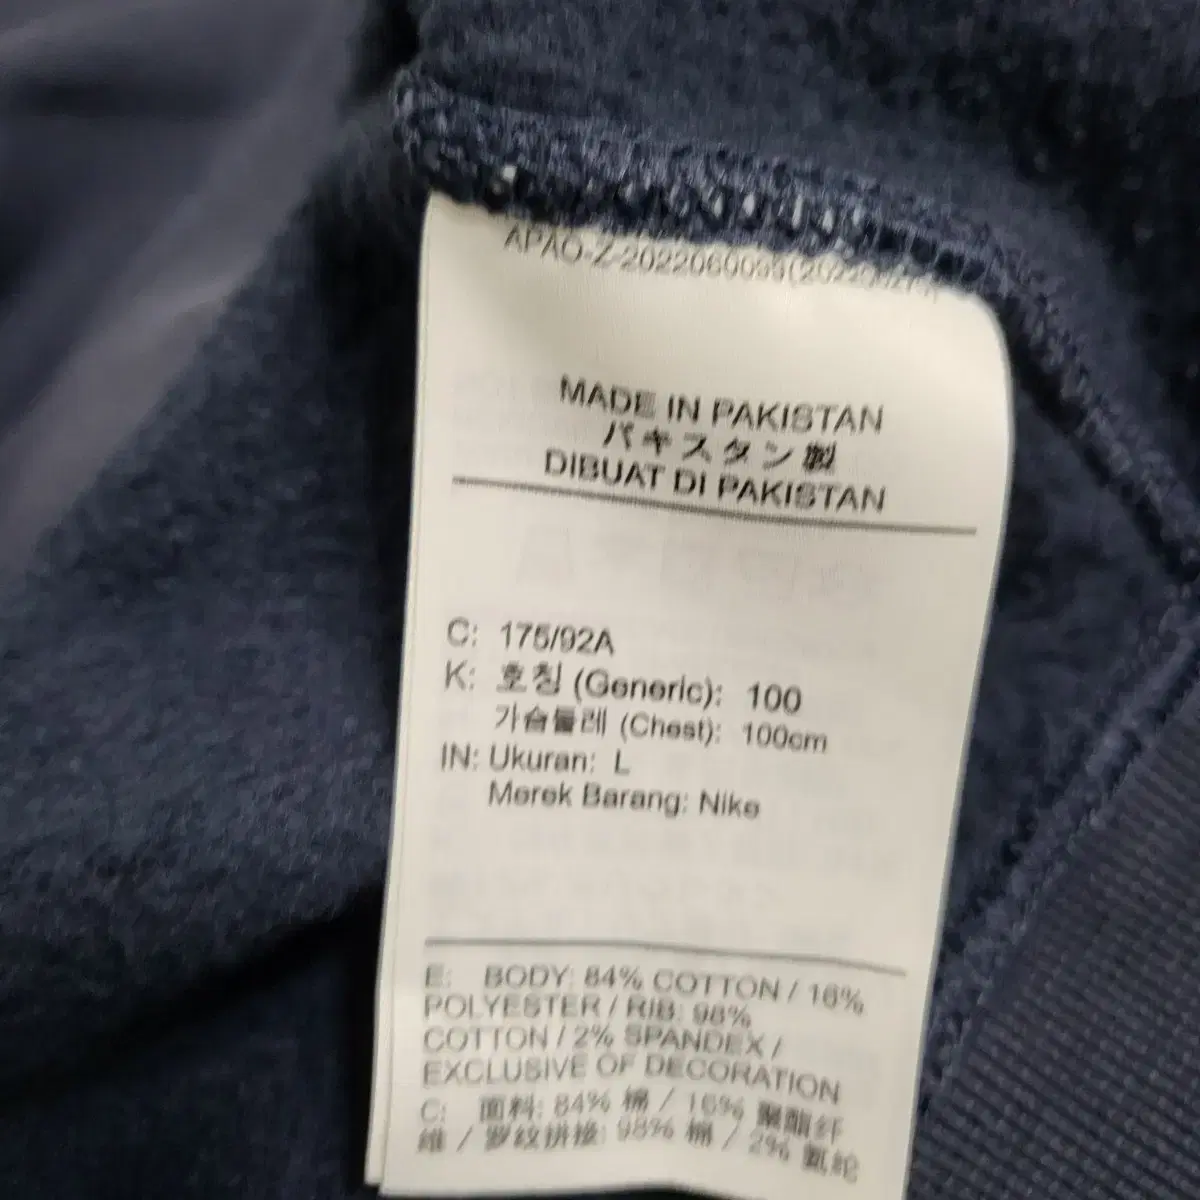 MADE IN PAKISTAN
パキスタン製
DIBUAT DI PAKISTAN
C: 175/92A
K: 호칭 (Generic): 100
가슴둘레 (Chest): 100cm
IN: Ukuran: L
Merek Barang: Nike
E: BODY: 84% COTTON / 16%
POLYESTER / RIB: 98%
COTTON / 2% SPANDEX /
EXCLUSIVE OF DECORATION
C: 面料: 84% 棉 / 16% 聚酯纤
维 / 罗纹拼接: 98% 棉 / 2% 氨纶